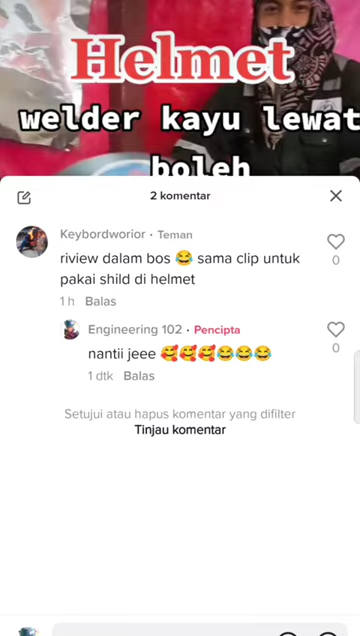 Helmet
welder kayu lewat
boleh
2 komentar
Keybordworior · Teman
riview dalam bos 😂 sama clip untuk
pakai shild di helmet
1 h Balas
0
Engineering 102 · Pencipta
nantii jeee 🥰🥰🥰😂😂😂
1 dtk Balas
0
Setujui atau hapus komentar yang difilter
Tinjau komentar